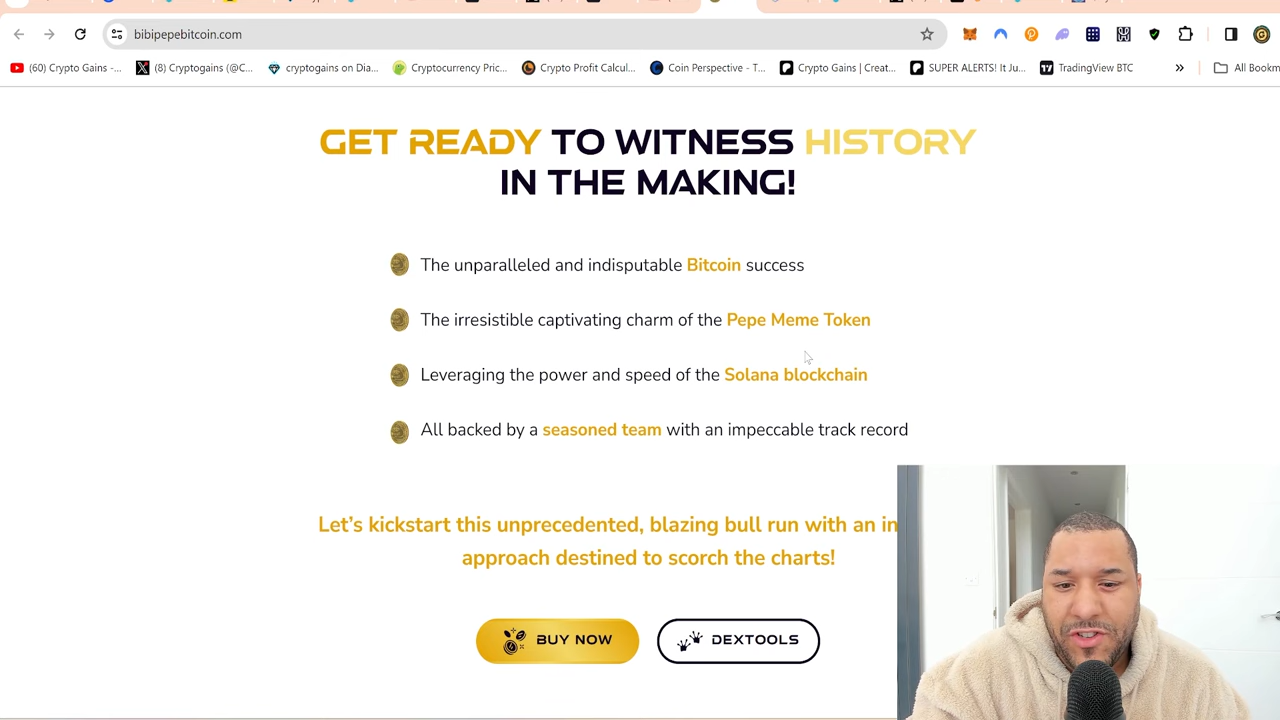 bibipepebitcoin.com
(60) Crypto Gains -...
(8) Cryptogains (@C...
cryptogains on Dia...
Cryptocurrency Pric...
Crypto Profit Calcul...
Coin Perspective - T...
Crypto Gains | Creat...
SUPER ALERTS! It Ju...
TradingView BTC
»
All Bookm
GET READY TO WITNESS HISTORY
IN THE MAKING!
The unparalleled and indisputable Bitcoin success
The irresistible captivating charm of the Pepe Meme Token
Leveraging the power and speed of the Solana blockchain
All backed by a seasoned team with an impeccable track record
Let's kickstart this unprecedented, blazing bull run with an in
approach destined to scorch the charts!
BUY NOW
DEXTOOLS